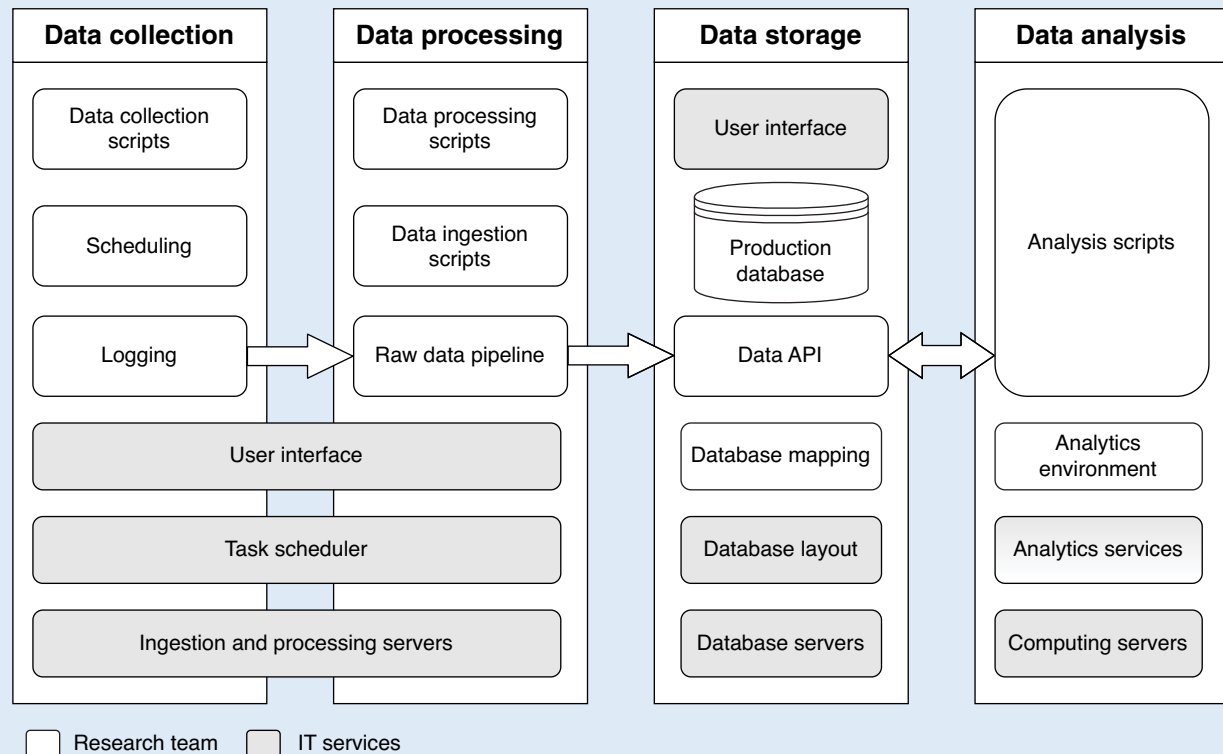 Data collection
Data collection
scripts
Scheduling
Logging
Data processing
Data processing
scripts
Data ingestion
scripts
Raw data pipeline
User interface
Task scheduler
Ingestion and processing servers
Data storage
User interface
Production
database
Data API
Database mapping
Database layout
Database servers
Data analysis
Analysis scripts
Analytics
environment
Analytics services
Computing servers
Research team
IT services